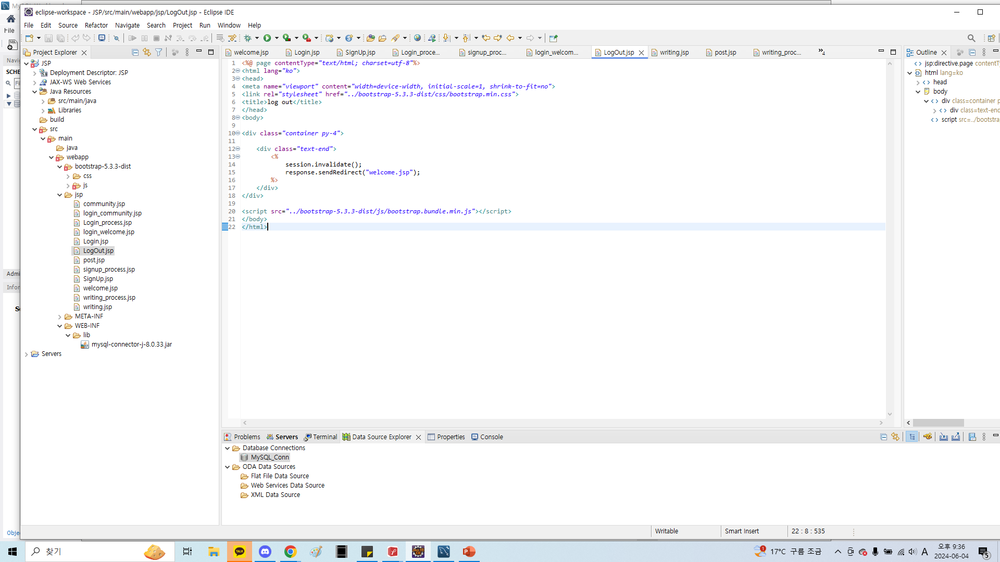 eclipse-workspace - JSP/src/main/webapp/jsp/LogOut.jsp - Eclipse IDE
File Edit Source Refactor Navigate Search Project Run Window Help
File
Project Explorer
welcome.jsp Login.jsp SignUp.jsp Login_proce... signup_proc... login_welcom... LogOut.jsp writing.jsp post.jsp writing_proc... »4
Outline
JSP
Deployment Descriptor: JSP
JAX-WS Web Services
Java Resources
src/main/java
Libraries
build
src
main
java
webapp
bootstrap-5.3.3-dist
css
js
jsp
community.jsp
login_community.jsp
Login_process.jsp
login_welcome.jsp
Login.jsp
LogOut.jsp
post.jsp
signup_process.jsp
SignUp.jsp
welcome.jsp
writing_process.jsp
writing.jsp
META-INF
WEB-INF
lib
mysql-connector-j-8.0.33.jar
Servers
1 <%@ page contentType="text/html; charset=utf-8"%>
2 <html lang="ko">
3 <head>
4 <meta name="viewport" content="width=device-width, initial-scale=1, shrink-to-fit=no">
5 <link rel="stylesheet" href="../bootstrap-5.3.3-dist/css/bootstrap.min.css">
6 <title>log out</title>
7 </head>
8 <body>
9
10 <div class="container py-4">
11
12 <div class="text-end">
13 <%
14 session.invalidate();
15 response.sendRedirect("welcome.jsp");
16 %>
17 </div>
18 </div>
19
20 <script src="../bootstrap-5.3.3-dist/js/bootstrap.bundle.min.js"></script>
21 </body>
22 </html>
jsp:directive.page contentTy
html lang=ko
head
body
div class=container p
div class=text-end
script src=../bootstra
Problems Servers Terminal Data Source Explorer Properties Console
Database Connections
MySQL_Conn
ODA Data Sources
Flat File Data Source
Web Services Data Source
XML Data Source
Navig
SCHE
Fil
Admi
Infor
Obje
Writable Smart Insert 22 : 8 : 535
찾기
TALK
17°C 구름 조금
A
오후 9:36
2024-06-04
5